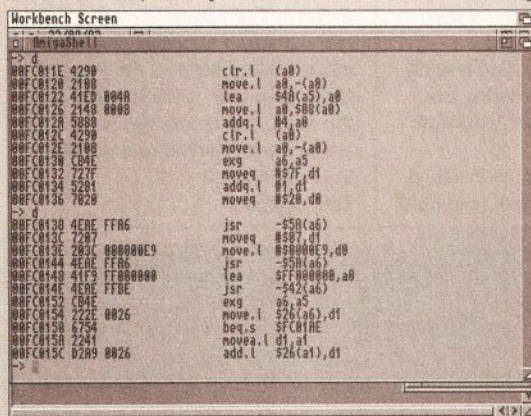 Workbench Screen
AmigaShell
-> d
00FC011E 4290 clr.l (a0)
00FC0120 2108 move.l a0,-(a0)
00FC0122 41ED 004A lea $4A(a5),a0
00FC0126 2148 0008 move.l a0,$08(a0)
00FC012A 5888 addq.l #4,a0
00FC012C 4290 clr.l (a0)
00FC012E 2108 move.l a0,-(a0)
00FC0130 CB4E exg a6,a5
00FC0132 727F moveq #$7F,d1
00FC0134 5281 addq.l #1,d1
00FC0136 7020 moveq #$20,d0
-> d
00FC0138 4EAE FFA6 jsr -$5A(a6)
00FC013C 7207 moveq #$07,d1
00FC013E 203C 000000E9 move.l #$0000E9,d0
00FC0144 4EAE FFA6 jsr -$5A(a6)
00FC0148 41F9 FF000000 lea $FF000000,a0
00FC014E 4EAE FFBE jsr -$42(a6)
00FC0152 CB4E exg a6,a5
00FC0154 222E 0026 move.l $26(a6),d1
00FC0158 6754 beq.s $FC01AE
00FC015A 2241 movea.l d1,a1
00FC015C D2A9 0026 add.l $26(a1),d1
->